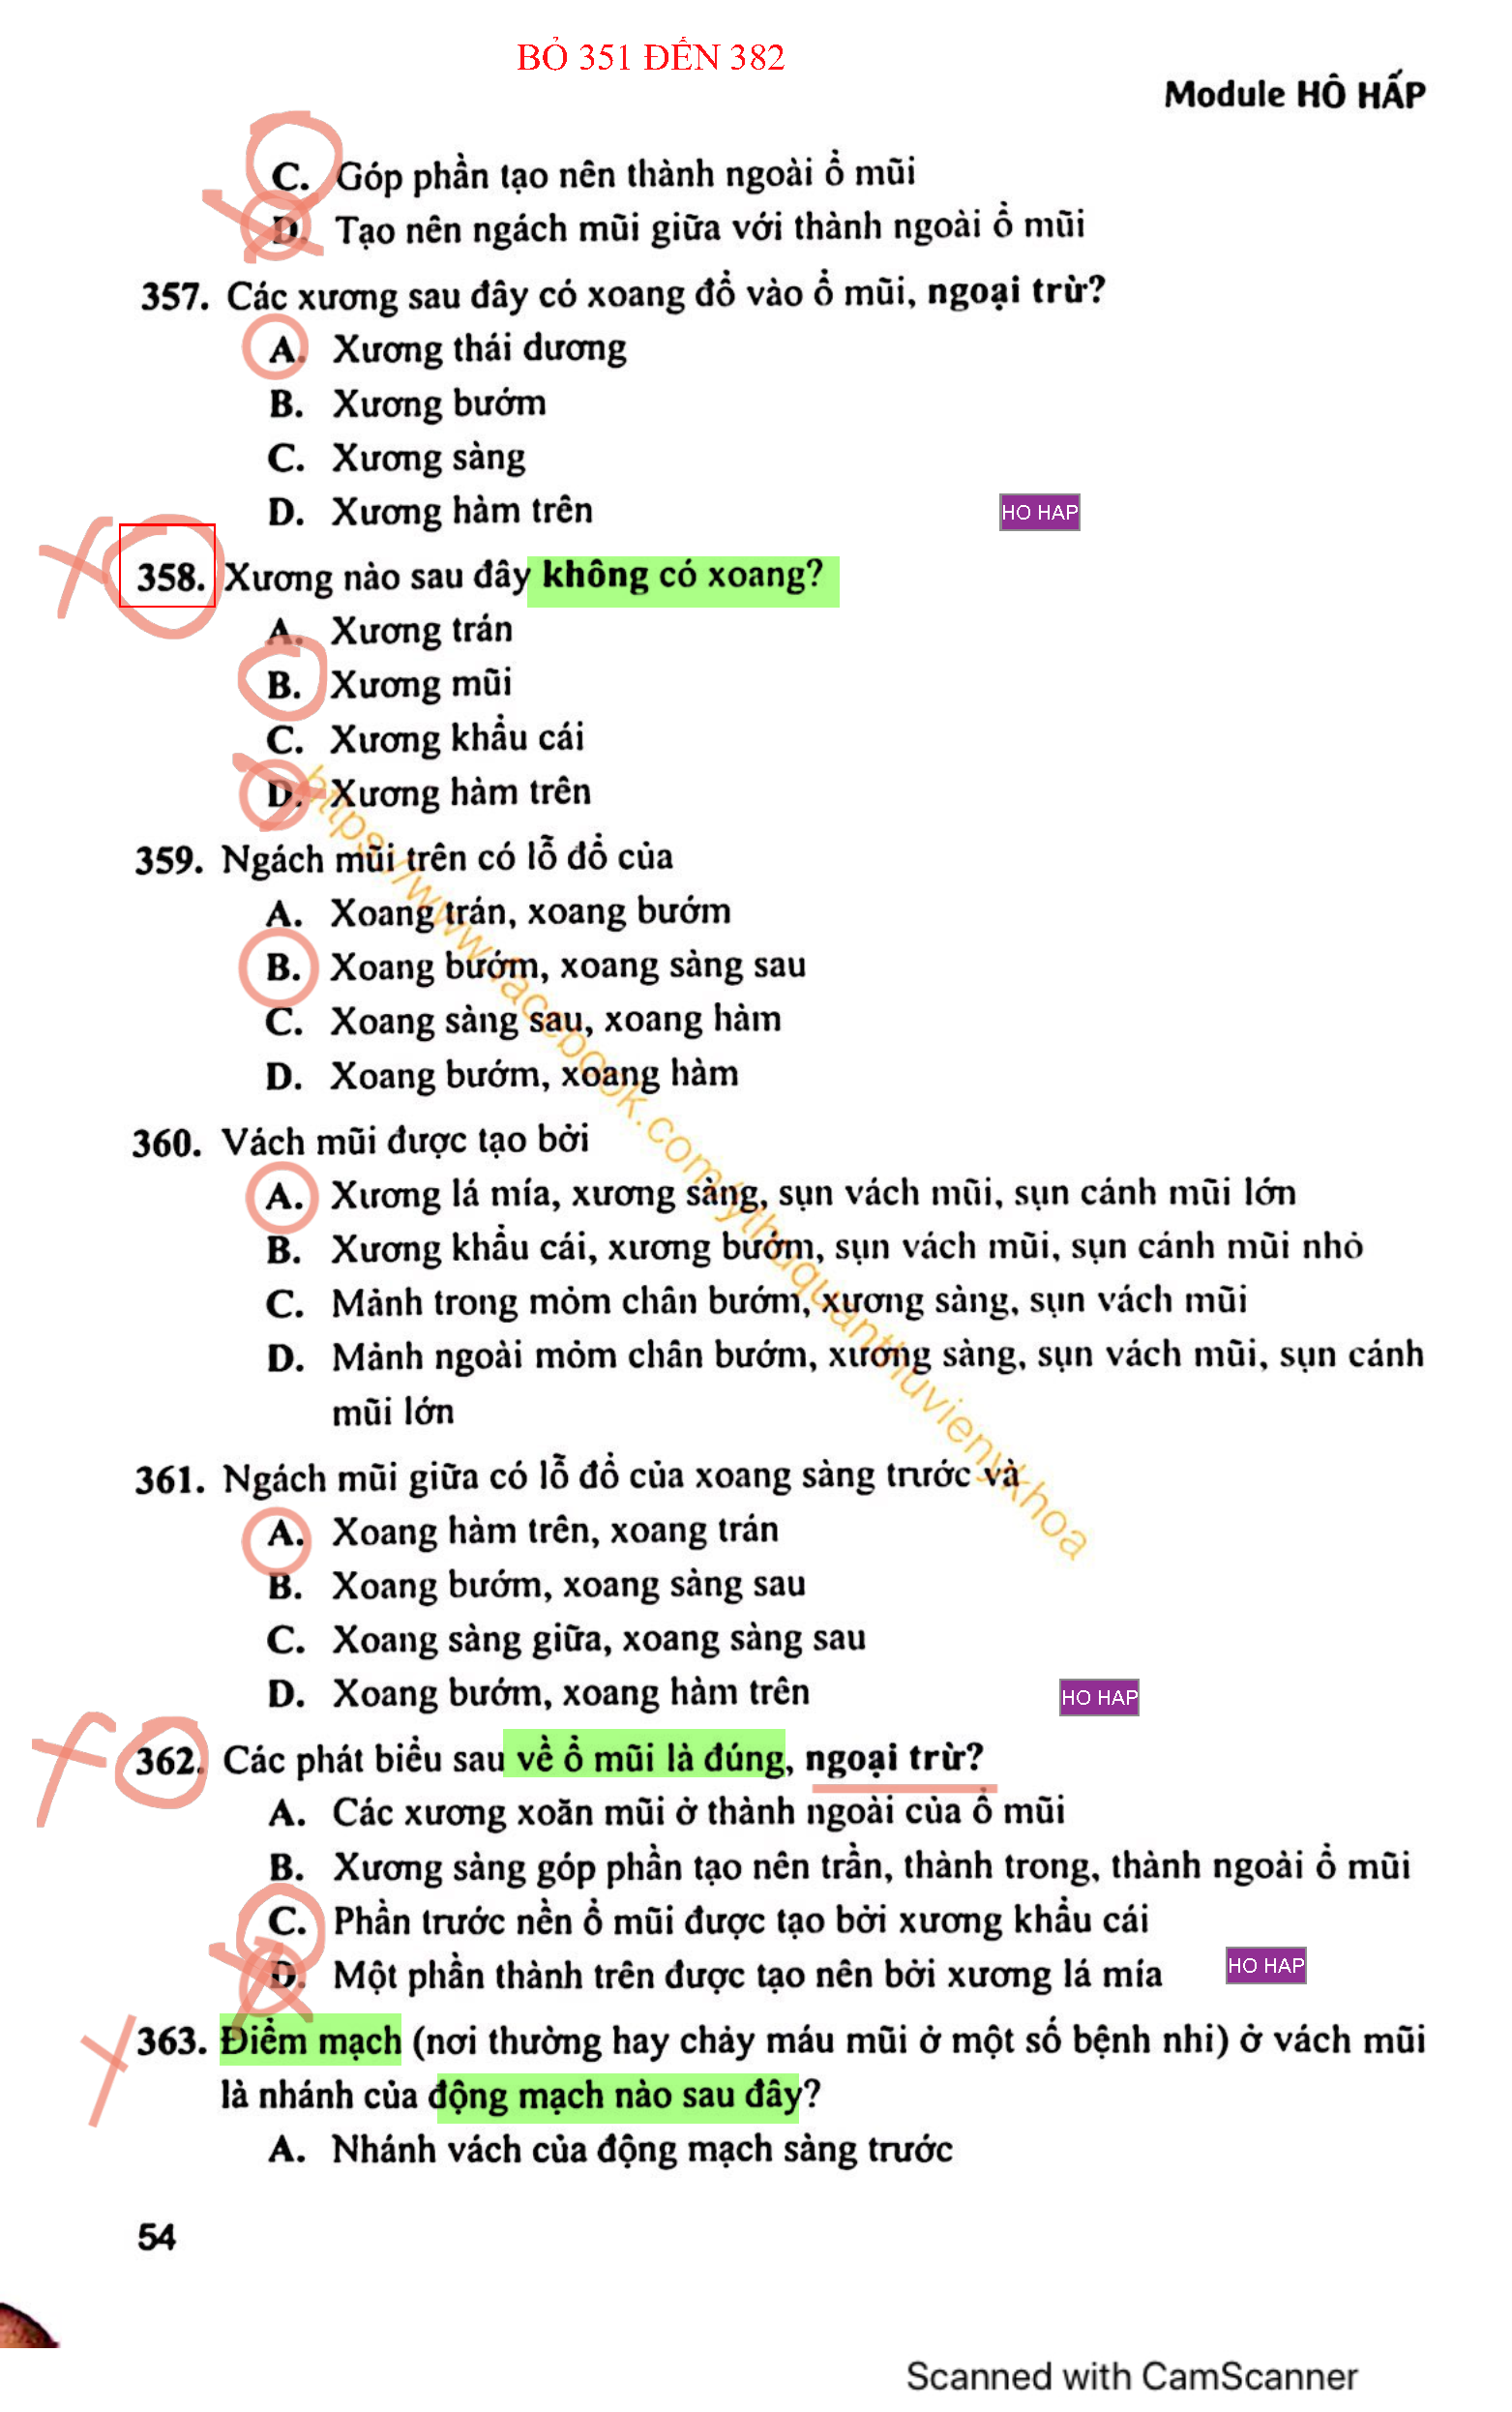 BỎ 351 ĐẾN 382
Module HÔ HẤP
C. Góp phần tạo nên thành ngoài ổ mũi
D. Tạo nên ngách mũi giữa với thành ngoài ổ mũi
357. Các xương sau đây có xoang đổ vào ổ mũi, ngoại trừ?
A. Xương thái dương
B. Xương bướm
C. Xương sàng
D. Xương hàm trên
HO HAP
358. Xương nào sau đây không có xoang?
A. Xương trán
B. Xương mũi
C. Xương khẩu cái
D. Xương hàm trên
359. Ngách mũi trên có lỗ đổ của
A. Xoang trán, xoang bướm
B. Xoang bướm, xoang sàng sau
C. Xoang sàng sau, xoang hàm
D. Xoang bướm, xoang hàm
https://www.facebook.com/ythuquanthuvienykhoa
360. Vách mũi được tạo bởi
A. Xương lá mía, xương sàng, sụn vách mũi, sụn cánh mũi lớn
B. Xương khẩu cái, xương bướm, sụn vách mũi, sụn cánh mũi nhỏ
C. Mảnh trong mỏm chân bướm, xương sàng, sụn vách mũi
D. Mảnh ngoài mỏm chân bướm, xương sàng, sụn vách mũi, sụn cánh
mũi lớn
361. Ngách mũi giữa có lỗ đổ của xoang sàng trước và
A. Xoang hàm trên, xoang trán
B. Xoang bướm, xoang sàng sau
C. Xoang sàng giữa, xoang sàng sau
D. Xoang bướm, xoang hàm trên
HO HAP
362. Các phát biểu sau về ổ mũi là đúng, ngoại trừ?
A. Các xương xoăn mũi ở thành ngoài của ổ mũi
B. Xương sàng góp phần tạo nên trần, thành trong, thành ngoài ổ mũi
C. Phần trước nền ổ mũi được tạo bởi xương khẩu cái
D. Một phần thành trên được tạo nên bởi xương lá mía
HO HAP
363. Điểm mạch (nơi thường hay chảy máu mũi ở một số bệnh nhi) ở vách mũi
là nhánh của động mạch nào sau đây?
A. Nhánh vách của động mạch sàng trước
54
Scanned with CamScanner